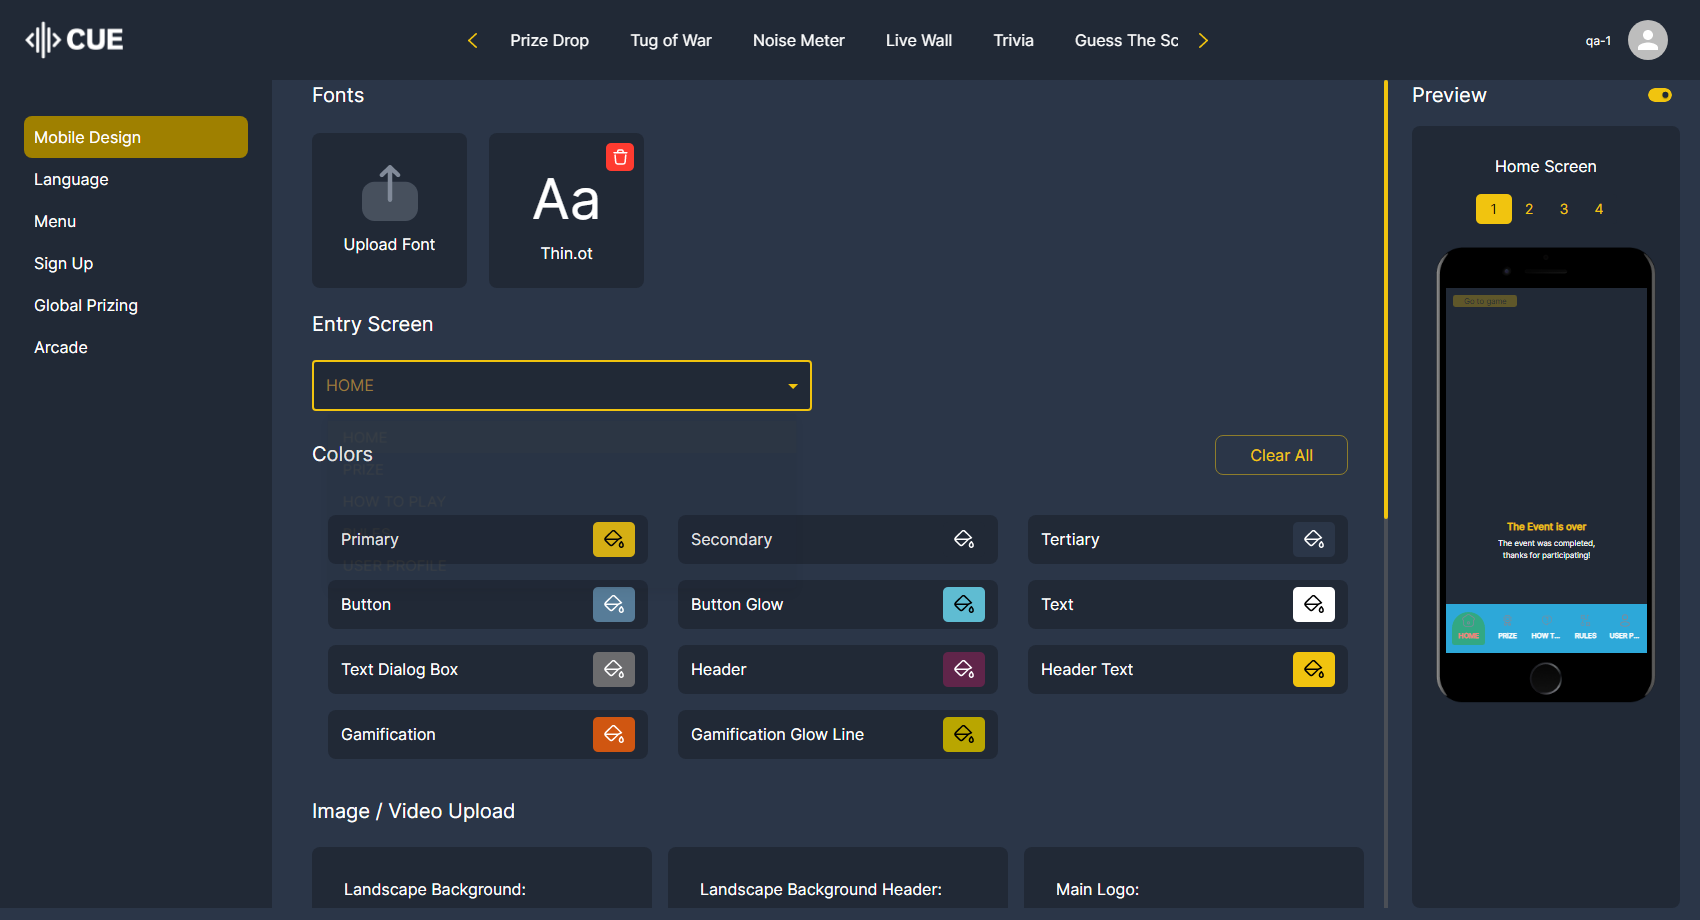 CUE
Prize Drop
Tug of War
Noise Meter
Live Wall
Trivia
Guess The Sc
qa-1
Mobile Design
Language
Menu
Sign Up
Global Prizing
Arcade
Fonts
Upload Font
Aa
Thin.ot
Entry Screen
HOME
HOME
PRIZE
HOW TO PLAY
RULES
USER PROFILE
Colors
Clear All
Primary
Secondary
Tertiary
Button
Button Glow
Text
Text Dialog Box
Header
Header Text
Gamification
Gamification Glow Line
Image / Video Upload
Landscape Background:
Landscape Background Header:
Main Logo:
Preview
Home Screen
1 2 3 4
Go to game
The Event is over
The event was completed,
thanks for participating!
HOME PRIZE HOW T... RULES USER P...